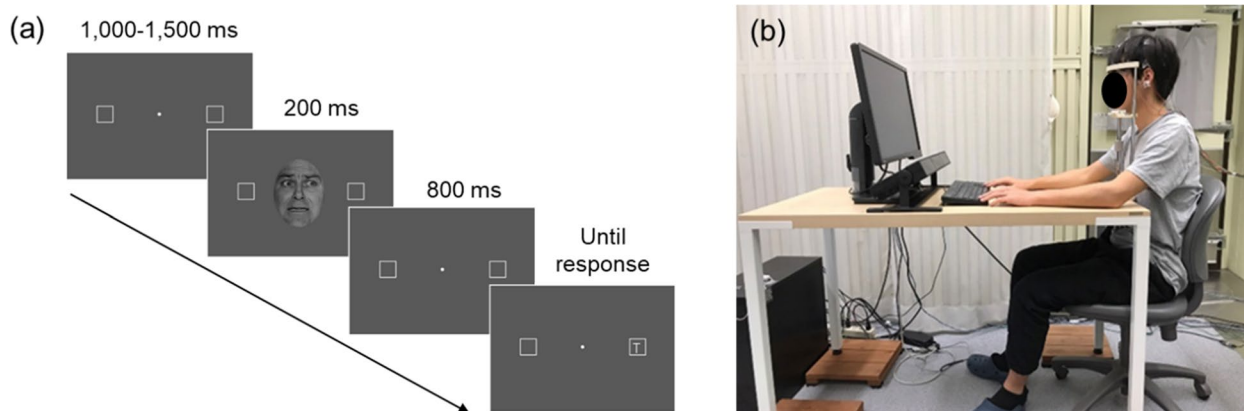 (a)
1,000-1,500 ms
200 ms
800 ms
Until
response
T
(b)